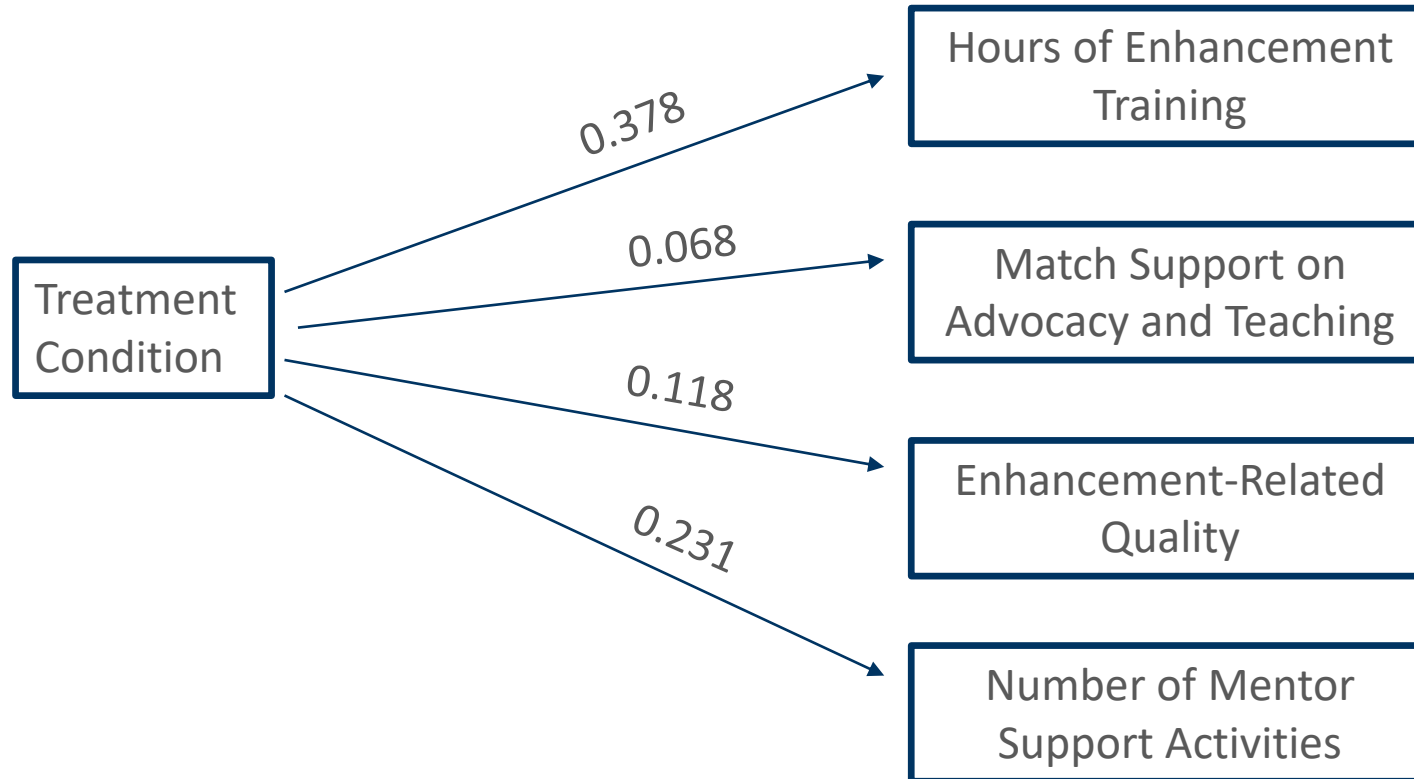 Treatment
Condition
0.378
0.068
0.118
0.231
Hours of Enhancement
Training
Match Support on
Advocacy and Teaching
Enhancement-Related
Quality
Number of Mentor
Support Activities